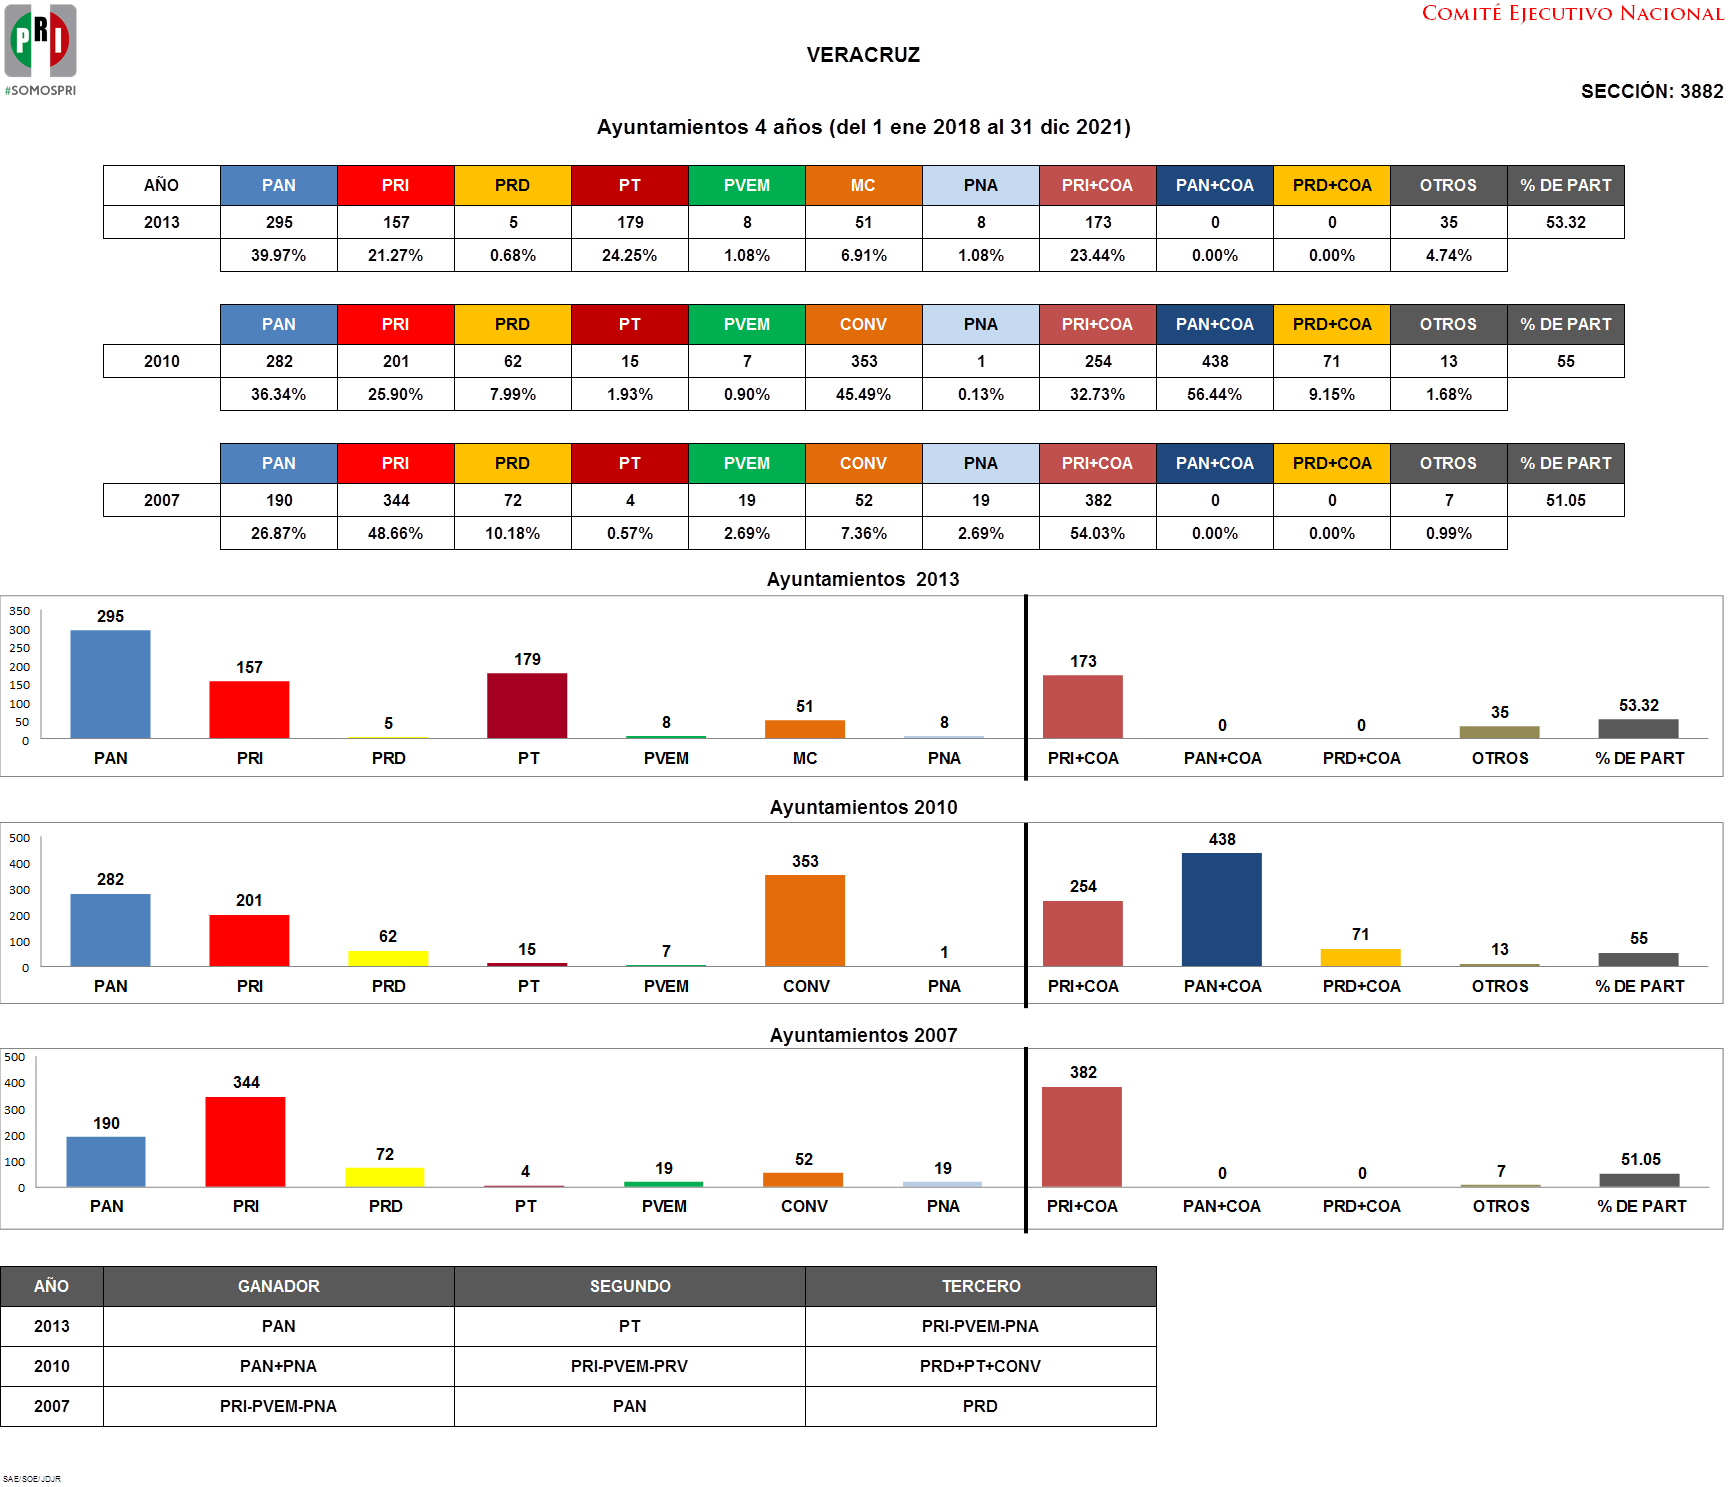 PRI
#SOMOSPRI
COMITÉ EJECUTIVO NACIONAL
VERACRUZ
SECCIÓN: 3882
Ayuntamientos 4 años (del 1 ene 2018 al 31 dic 2021)
AÑO PAN PRI PRD PT PVEM MC PNA PRI+COA PAN+COA PRD+COA OTROS % DE PART
2013 295 157 5 179 8 51 8 173 0 0 35 53.32
39.97% 21.27% 0.68% 24.25% 1.08% 6.91% 1.08% 23.44% 0.00% 0.00% 4.74%
PAN PRI PRD PT PVEM CONV PNA PRI+COA PAN+COA PRD+COA OTROS % DE PART
2010 282 201 62 15 7 353 1 254 438 71 13 55
36.34% 25.90% 7.99% 1.93% 0.90% 45.49% 0.13% 32.73% 56.44% 9.15% 1.68%
PAN PRI PRD PT PVEM CONV PNA PRI+COA PAN+COA PRD+COA OTROS % DE PART
2007 190 344 72 4 19 52 19 382 0 0 7 51.05
26.87% 48.66% 10.18% 0.57% 2.69% 7.36% 2.69% 54.03% 0.00% 0.00% 0.99%
Ayuntamientos 2013
350
300
250
200
150
100
50
0
295 157 5 179 8 51 8 173 0 0 35 53.32
PAN PRI PRD PT PVEM MC PNA PRI+COA PAN+COA PRD+COA OTROS % DE PART
Ayuntamientos 2010
500
400
300
200
100
0
282 201 62 15 7 353 1 254 438 71 13 55
PAN PRI PRD PT PVEM CONV PNA PRI+COA PAN+COA PRD+COA OTROS % DE PART
Ayuntamientos 2007
500
400
300
200
100
0
190 344 72 4 19 52 19 382 0 0 7 51.05
PAN PRI PRD PT PVEM CONV PNA PRI+COA PAN+COA PRD+COA OTROS % DE PART
AÑO GANADOR SEGUNDO TERCERO
2013 PAN PT PRI-PVEM-PNA
2010 PAN+PNA PRI-PVEM-PRV PRD+PT+CONV
2007 PRI-PVEM-PNA PAN PRD
SAE/SOE/JDJR